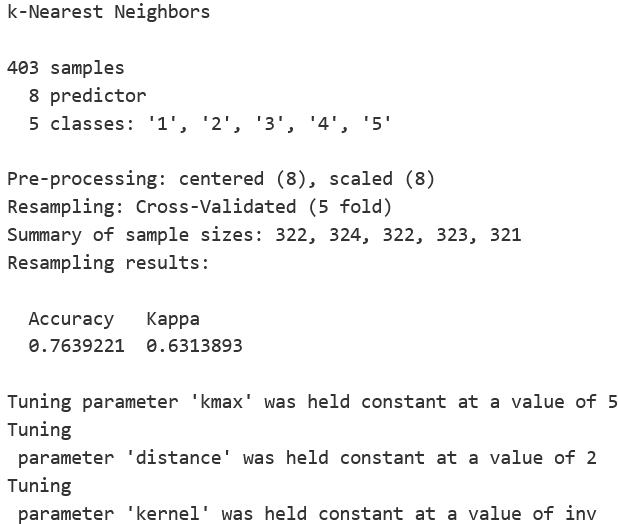 k-Nearest Neighbors
403 samples
8 predictor
5 classes: '1', '2', '3', '4', '5'
Pre-processing: centered (8), scaled (8)
Resampling: Cross-Validated (5 fold)
Summary of sample sizes: 322, 324, 322, 323, 321
Resampling results:
Accuracy   Kappa
0.7639221  0.6313893
Tuning parameter 'kmax' was held constant at a value of 5
Tuning
parameter 'distance' was held constant at a value of 2
Tuning
parameter 'kernel' was held constant at a value of inv